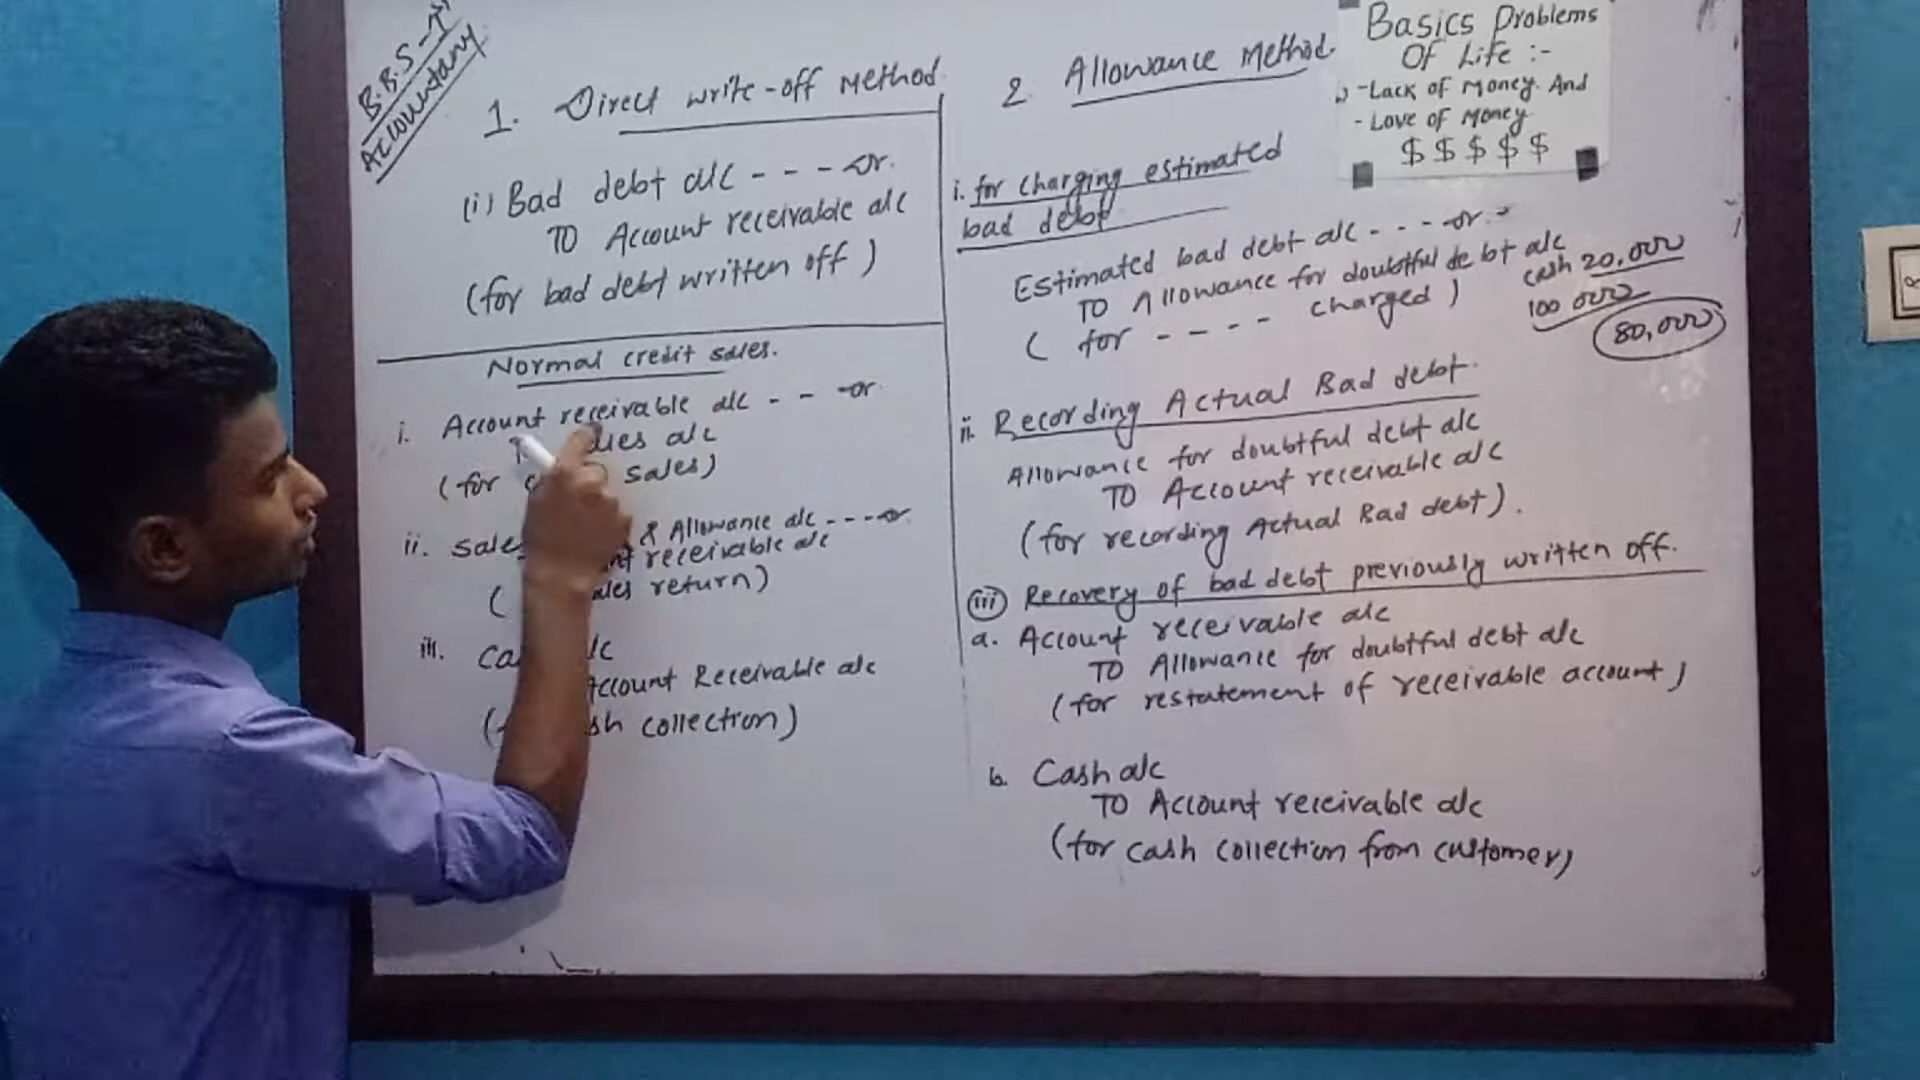 B.B.S-1st
Accountany
1. Direct write-off Method
(i) Bad debt a/c - - - Dr.
TO Account receivable a/c
(for bad debt written off)
Normal credit sales.
i. Account receivable a/c - - Dr.
a/c
(for sales)
ii. Sales & Allowance a/c - - - Dr
receivable a/c
( return)
iii.
Account Receivable a/c
( collection)
2 Allowance Method.
i. for charging estimated
bad debt
Estimated bad debt a/c - - - Dr.
TO Allowance for doubtful debt a/c
( for - - - - charged)
cash 20,000
100 000
80,000
ii. Recording Actual Bad debt.
Allowance for doubtful debt a/c
TO Account receivable a/c
(for recording Actual Bad debt).
(iii) Recovery of bad debt previously written off.
a. Account receivable a/c
TO Allowance for doubtful debt a/c
(for restatement of receivable account)
b. Cash a/c
TO Account receivable a/c
(for cash collection from customer)
Basics Problems
Of Life :-
-Lack of Money. And
- Love of Money
$ $ $ $ $